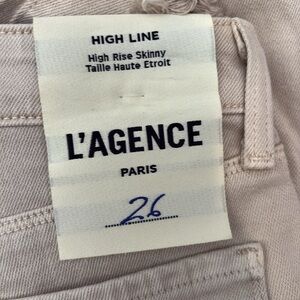 HIGH LINE
High Rise Skinny
Taille Haute Etroit
L'AGENCE
PARIS
26